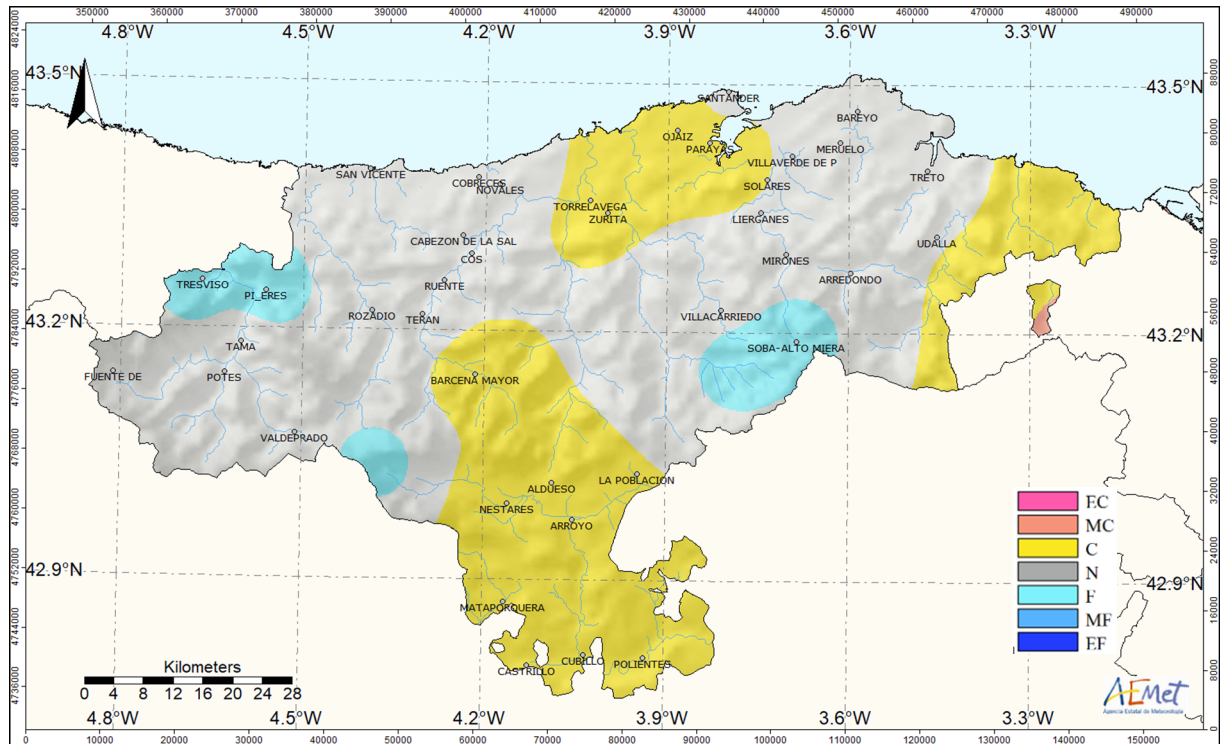 350000 360000 370000 380000 390000 400000 410000 420000 430000 440000 450000 460000 470000 480000 490000
4.8°W 4.5°W 4.2°W 3.9°W 3.6°W 3.3°W
4824000
43.5°N 43.5°N
4816000 88000
SANTANDER
BAREYO
OJAIZ
4808000 80000
PARAYAS MERUELO
VILLAVERDE DE P
SAN VICENTE TRETO
COBRECES SOLARES
NOVALES
72000
4800000
TORRELAVEGA
ZURITA LIERGANES
CABEZON DE LA SAL UDALLA
64000
COS MIRONES
4792000
TRESVISO ARREDONDO
RUENTE
PI_ERES
56000
ROZADIO VILLACARRIEDO
TERAN
4784000
43.2°N 43.2°N
TAMA SOBA-ALTO MIERA
48000
FUENTE DE POTES
BARCENA MAYOR
4776000
VALDEPRADO
40000
4768000
LA POBLACION
ALDUESO
32000
EC
NESTARES
4760000
MC
ARROYO
C
24000
4752000
42.9°N N 42.9°N
F
MATAPORQUERA
16000
MF
4744000
EF
CUBILLO
POLIENTES
CASTRILLO
Kilometers
8000
0 4 8 12 16 20 24 28
4736000
AEMet
Agencia Estatal de Meteorología
4.8°W 4.5°W 4.2°W 3.9°W 3.6°W 3.3°W
0
0 10000 20000 30000 40000 50000 60000 70000 80000 90000 100000 110000 120000 130000 140000 150000